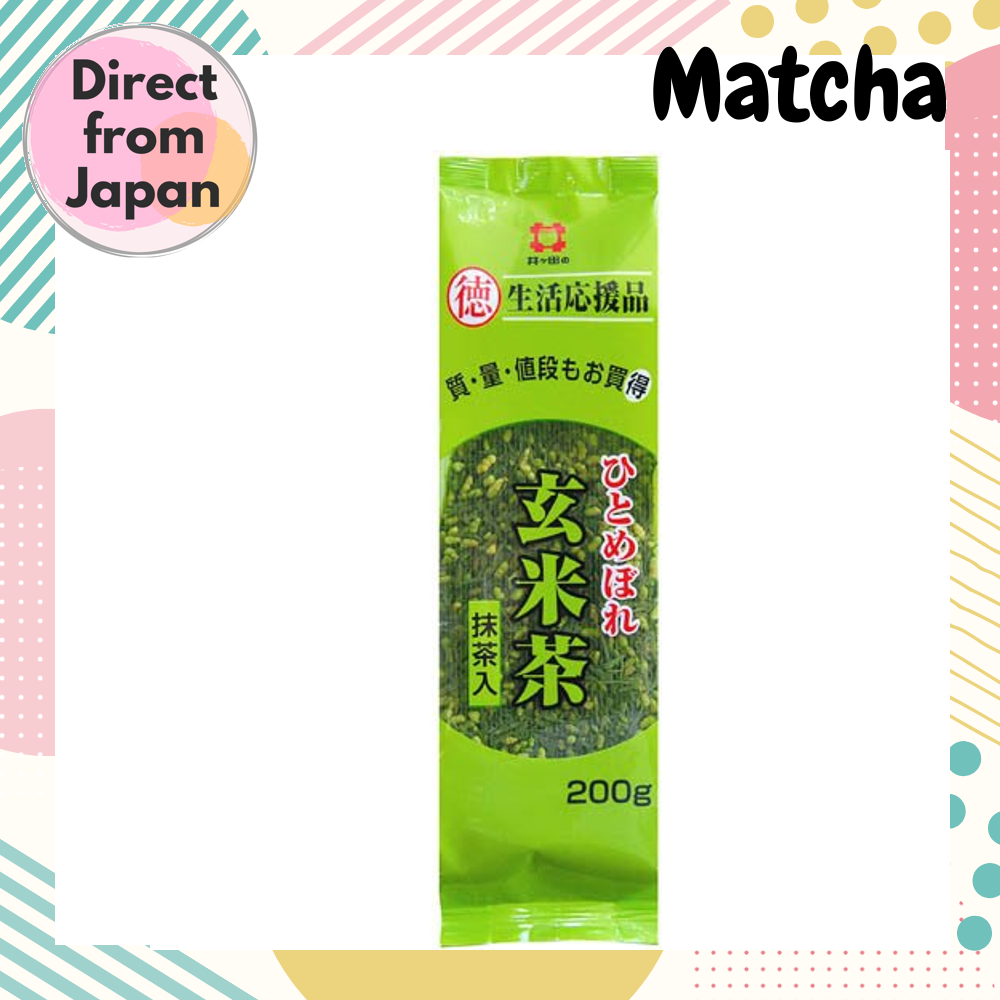 Direct
from
Japan
Matcha
井ヶ田の
徳
生活応援品
質・量・値段もお買得
ひとめぼれ
玄米茶
抹茶入
200g